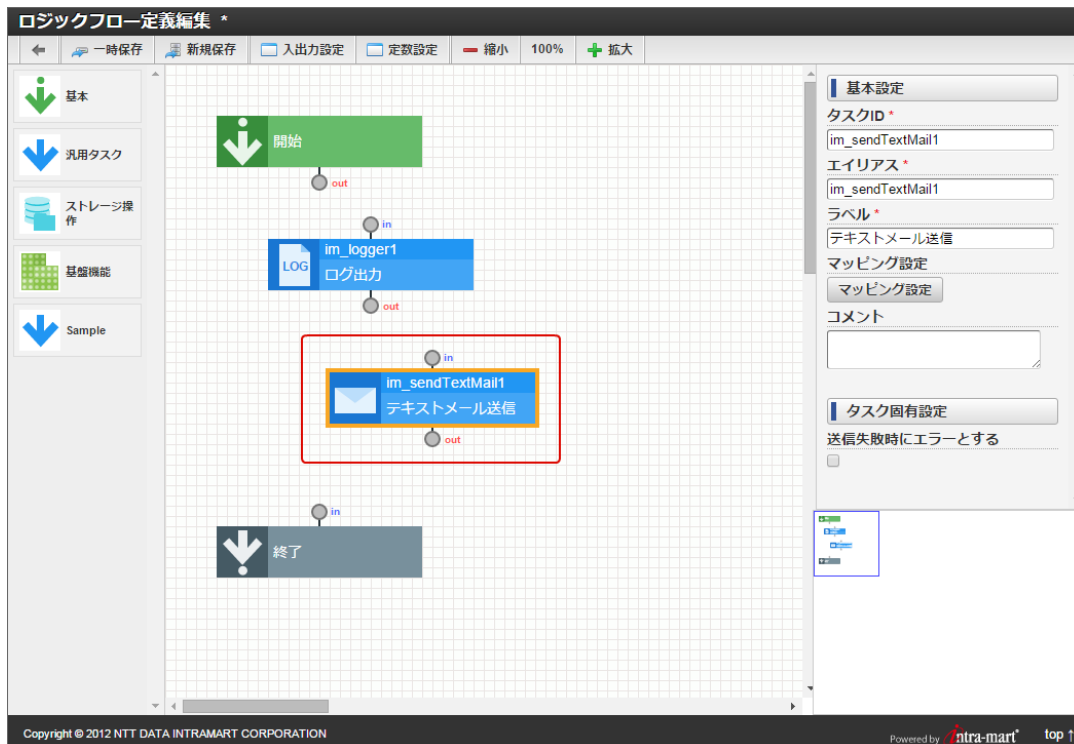 ロジックフロー定義編集 *
一時保存 新規保存 入出力設定 定数設定 縮小 100% 拡大
基本
汎用タスク
ストレージ操
作
基盤機能
Sample
開始
out
in
im_logger1
LOG
ログ出力
out
in
im_sendTextMail1
テキストメール送信
out
in
終了
基本設定
タスクID *
im_sendTextMail1
エイリアス *
im_sendTextMail1
ラベル *
テキストメール送信
マッピング設定
マッピング設定
コメント
タスク固有設定
送信失敗時にエラーとする
Copyright © 2012 NTT DATA INTRAMART CORPORATION
Powered by intra-mart top ↑